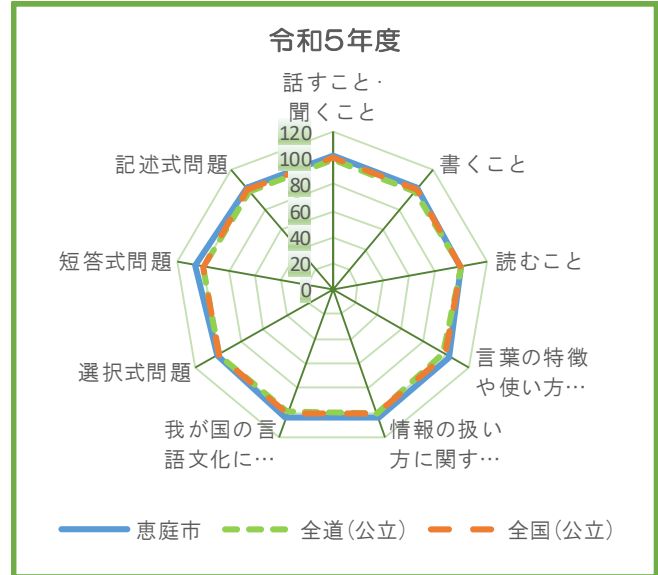 令和5年度
話すこと·
聞くこと
書くこと
読むこと
言葉の特徴
や使い方…
情報の扱い
方に関す…
我が国の言
語文化に…
選択式問題
短答式問題
記述式問題
120
100
80
60
40
20
0
恵庭市
全道(公立)
全国(公立)